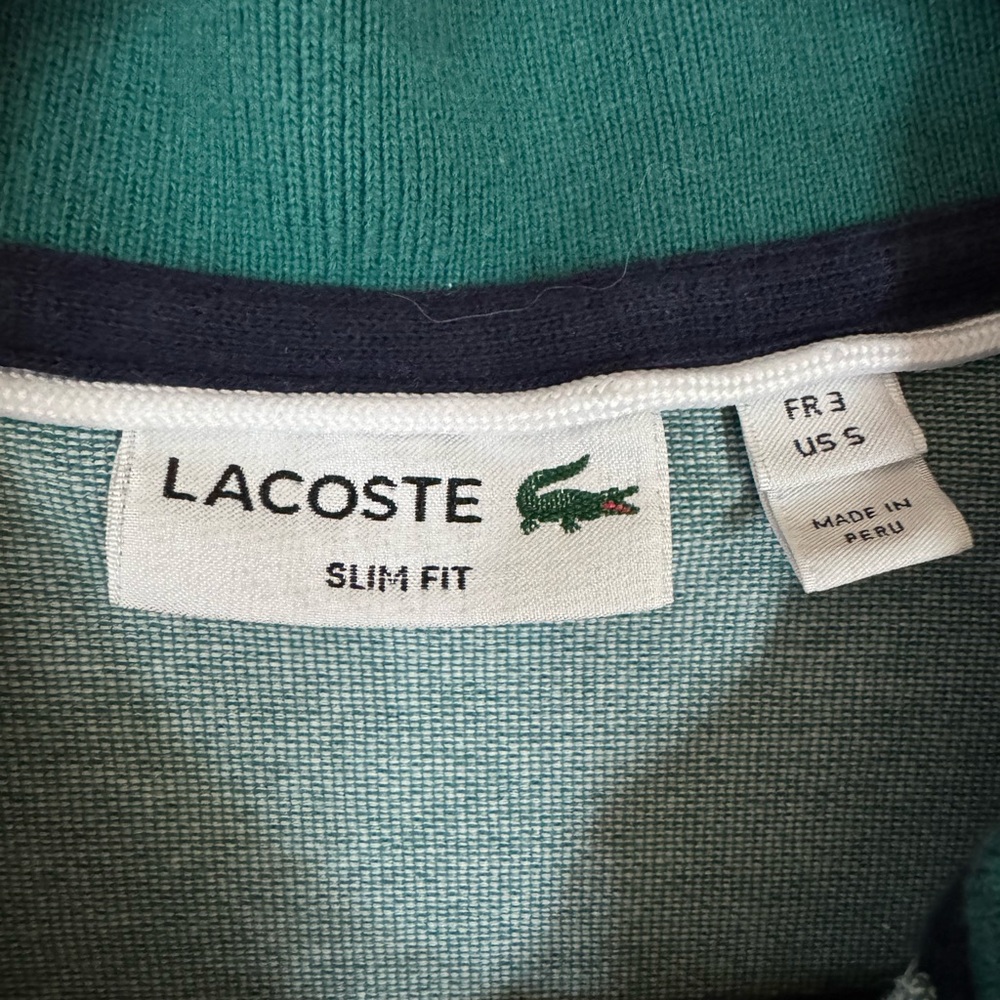 LACOSTE
SLIM FIT
FR 3
US S
MADE IN
PERU